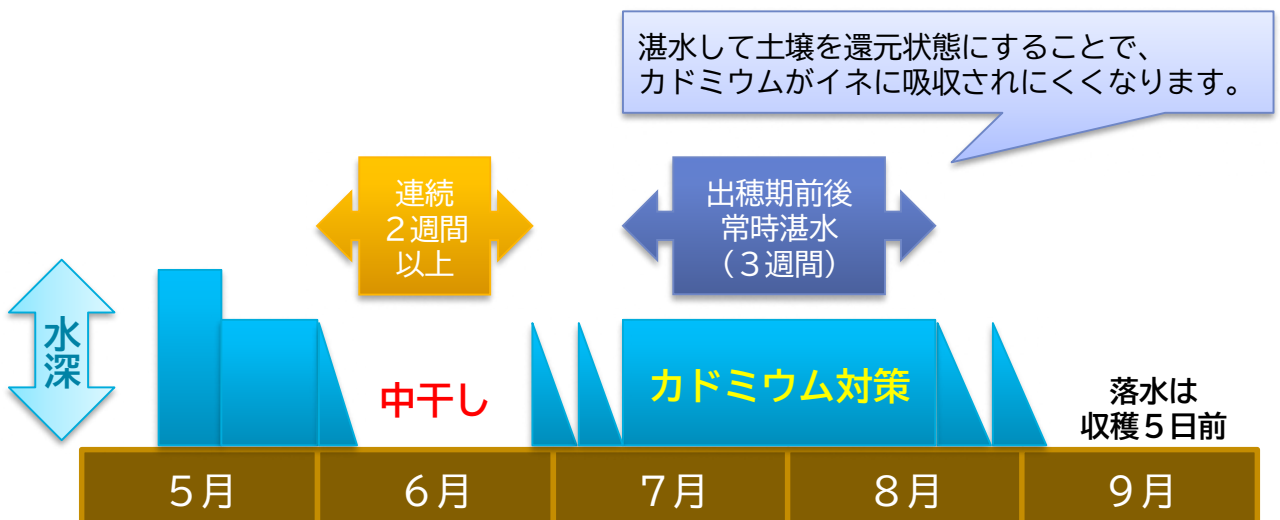 湛水して土壌を還元状態にすることで、
カドミウムがイネに吸収されにくくなります。
連続
２週間
以上
出穂期前後
常時湛水
（３週間）
水深
中干し
カドミウム対策
落水は
収穫５日前
５月
６月
７月
８月
９月